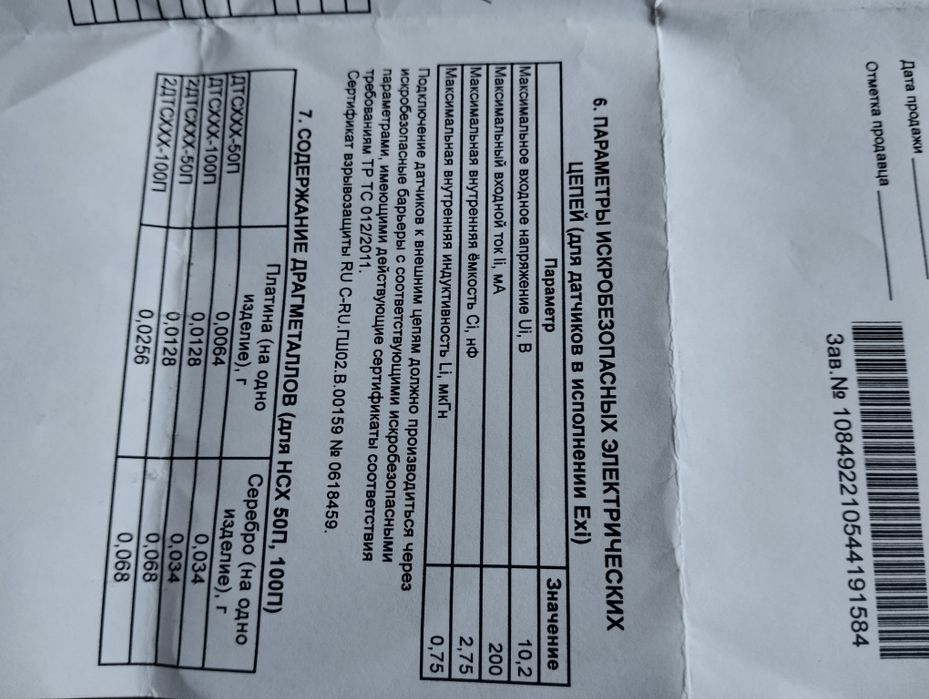 Дата продажи
Отметка продавца
Зав.№ 10849221054419158​4
6. ПАРАМЕТРЫ ИСКРОБЕЗОПАСНЫХ ЭЛЕКТРИЧЕСКИХ
ЦЕПЕЙ (для датчиков в исполнении Exi)
Параметр Значение
Максимальное входное напряжение Ui, В 10,2
Максимальный входной ток Ii, мА 200
Максимальная внутренняя ёмкость Ci, нФ 2,75
Максимальная внутренняя индуктивность Li, мкГн 0,75
Подключение датчиков к внешним цепям должно производиться через
искробезопасные барьеры с соответствующими искробезопасными
параметрами, имеющими действующие сертификаты соответствия
требованиям ТР ТС 012/2011.
Сертификат взрывозащиты RU C-RU.ГШ02.В.00159 № 0618459.
7. СОДЕРЖАНИЕ ДРАГМЕТАЛЛОВ (для НСХ 50П, 100П)
Платина (на одно изделие), г Серебро (на одно изделие), г
ДТСХХХ-50П 0,0064 0,034
ДТСХХХ-100П 0,0128 0,034
2ДТСХХХ-50П 0,0128 0,068
2ДТСХХХ-100П 0,0256 0,068